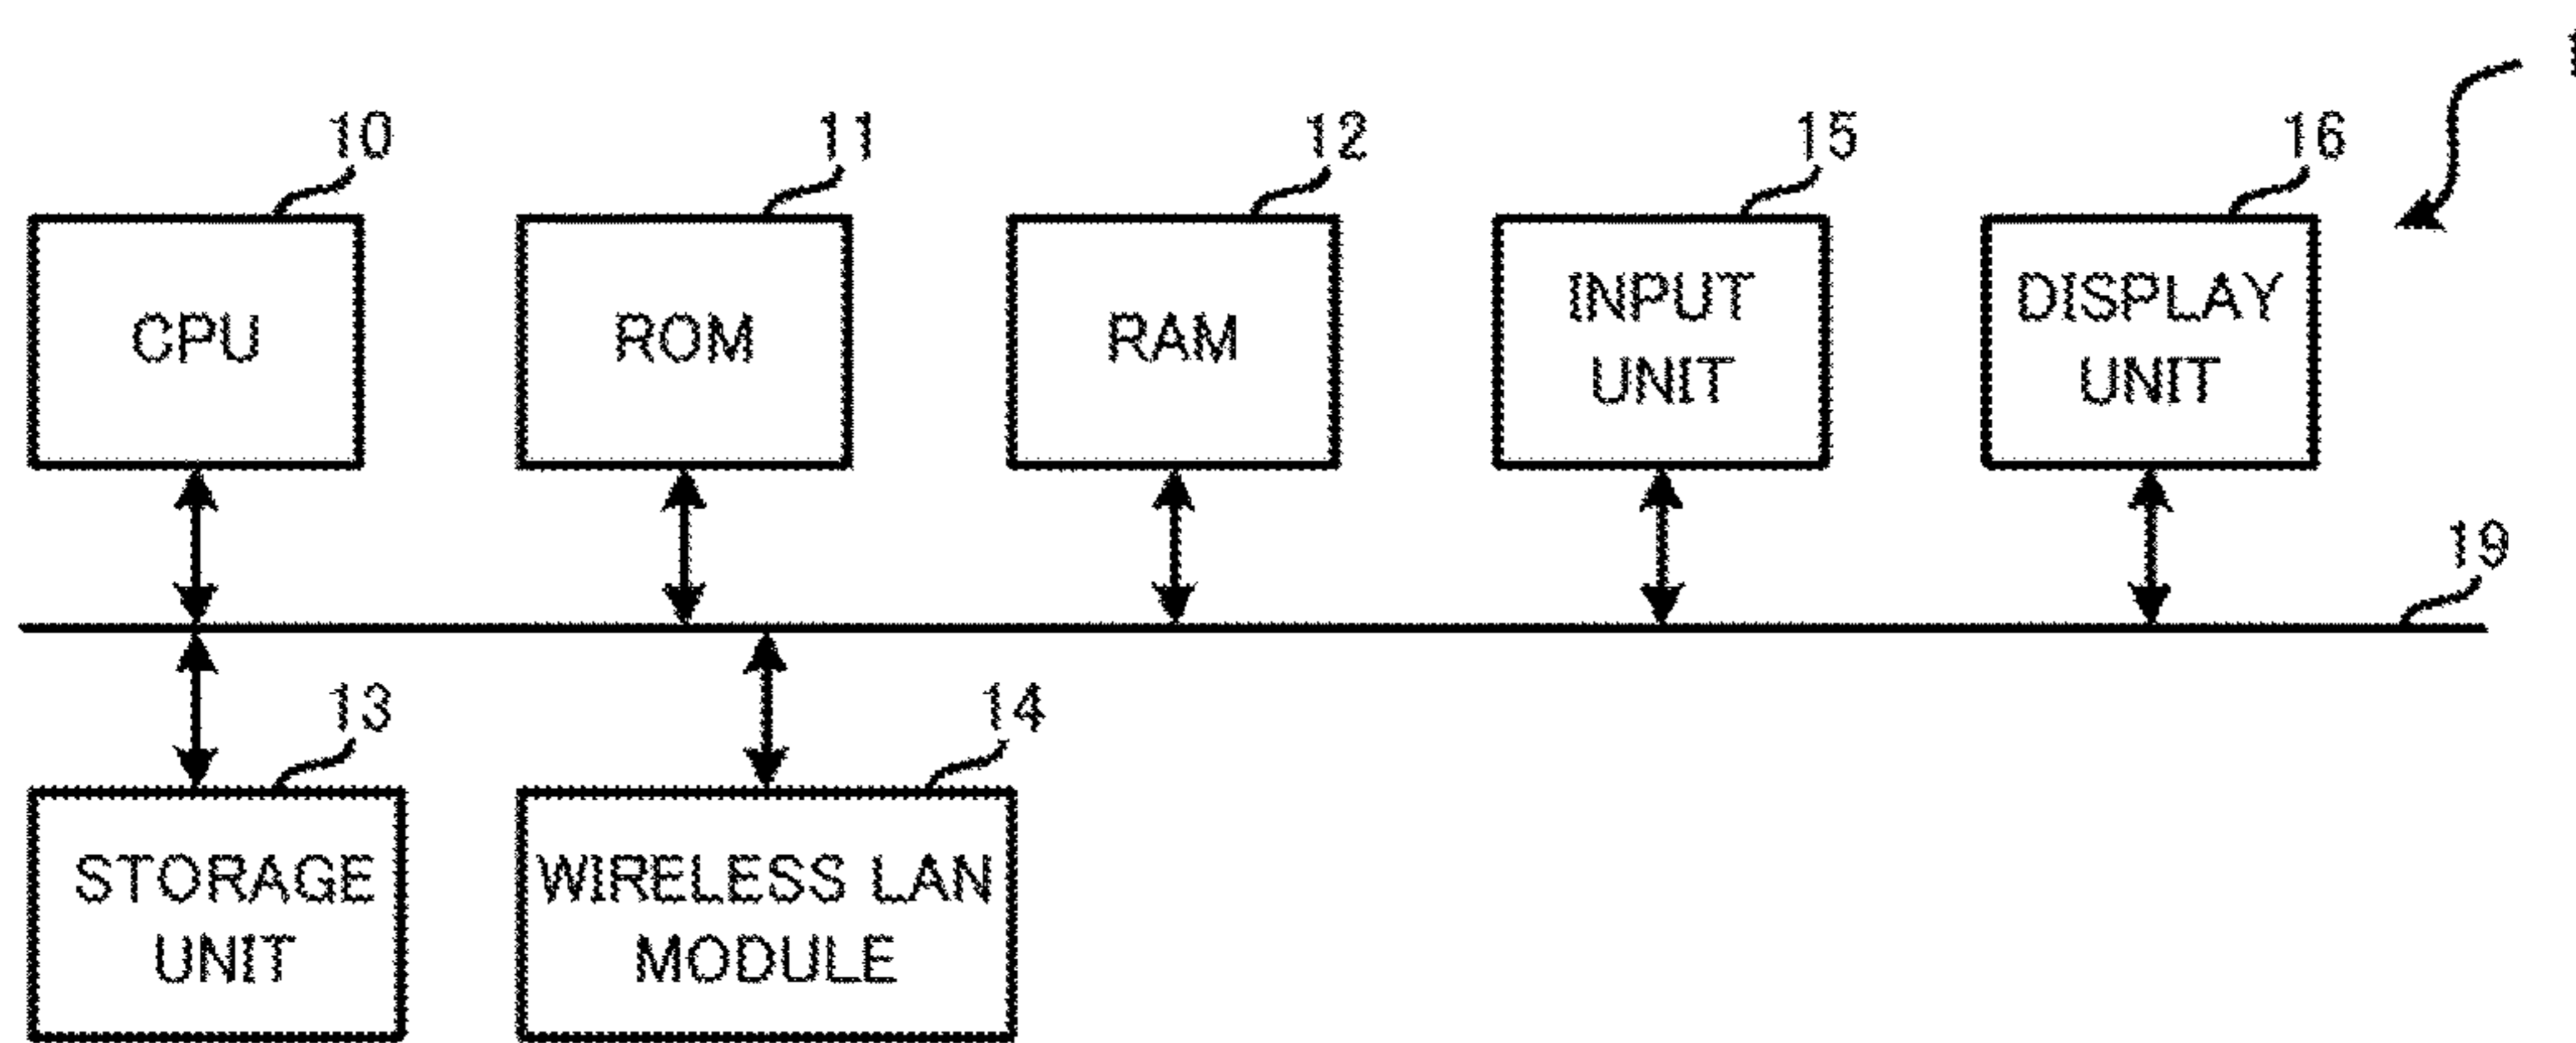 1
10
11
12
15
16
CPU
ROM
RAM
INPUT
UNIT
DISPLAY
UNIT
19
13
14
STORAGE
UNIT
WIRELESS LAN
MODULE